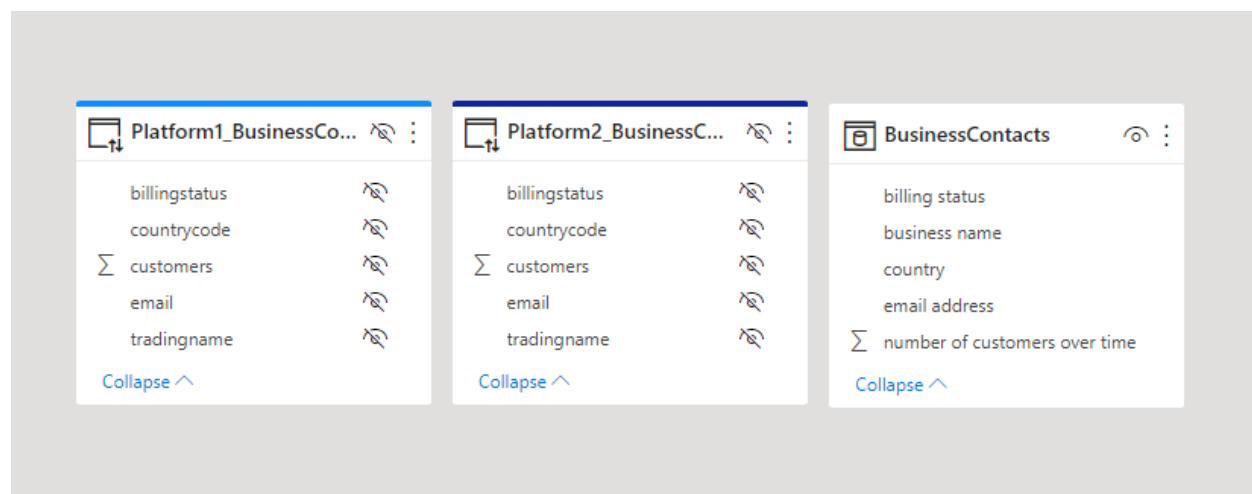 Platform1_BusinessCo...
billingstatus
countrycode
customers
email
tradingname
Collapse
Platform2_BusinessC...
billingstatus
countrycode
customers
email
tradingname
Collapse
BusinessContacts
billing status
business name
country
email address
number of customers over time
Collapse